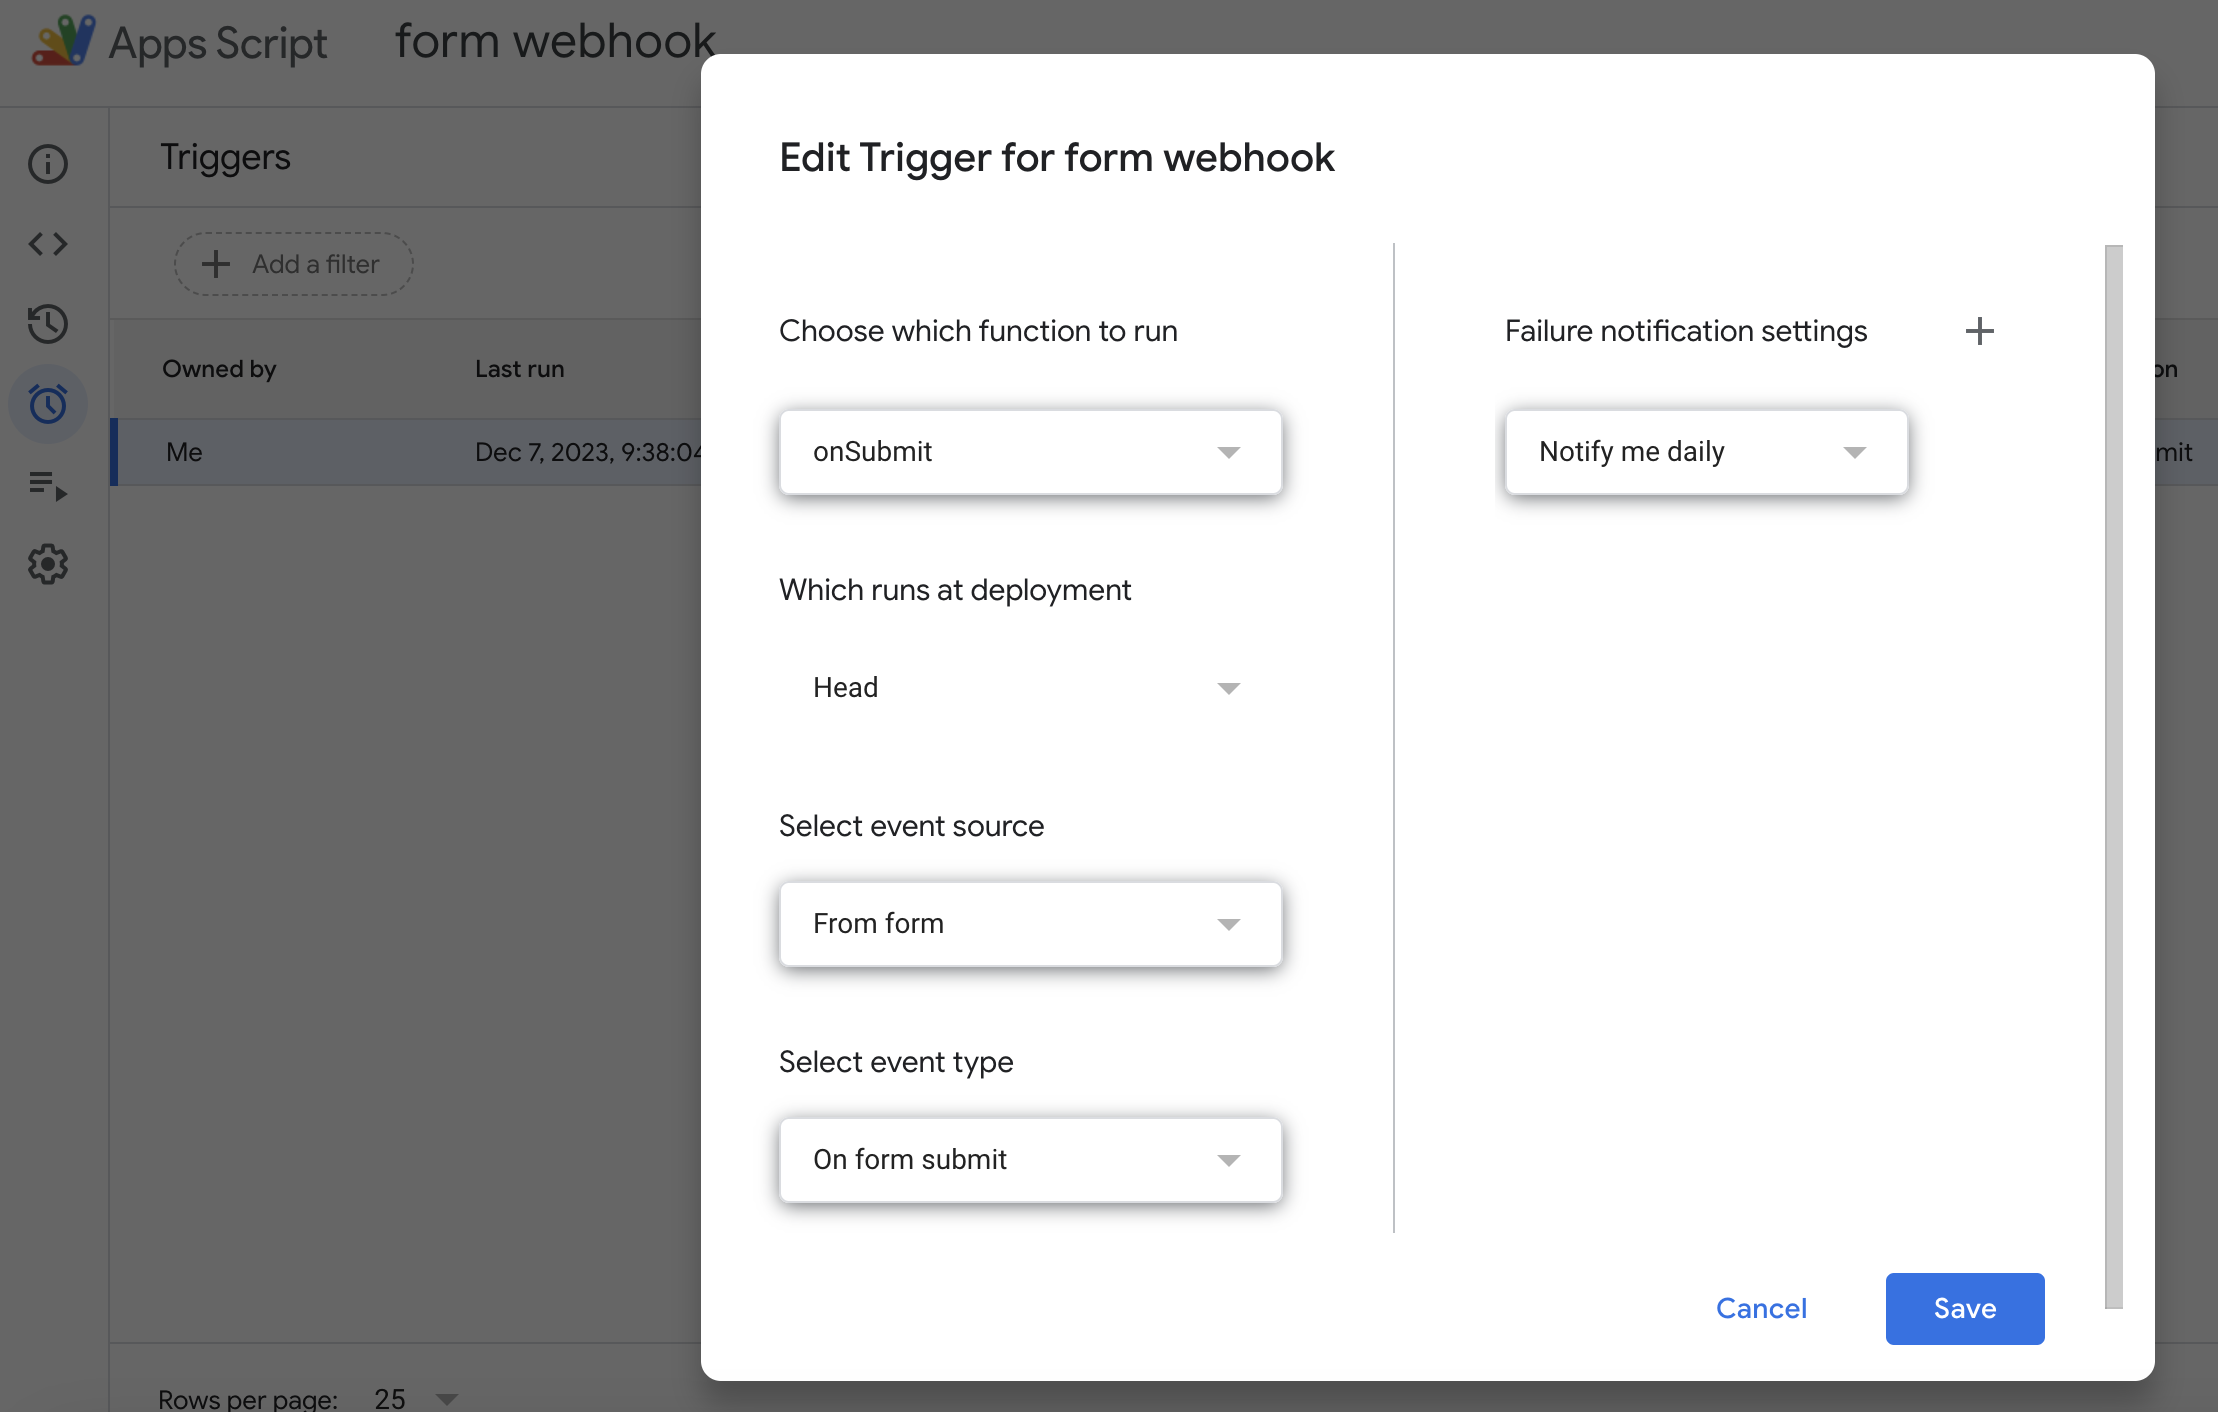 Apps Script
form webhook
Triggers
Add a filter
Owned by
Last run
Me
Dec 7, 2023, 9:38:04
on
mit
Rows per page: 25
Edit Trigger for form webhook
Choose which function to run
onSubmit
Which runs at deployment
Head
Select event source
From form
Select event type
On form submit
Failure notification settings
Notify me daily
Cancel
Save